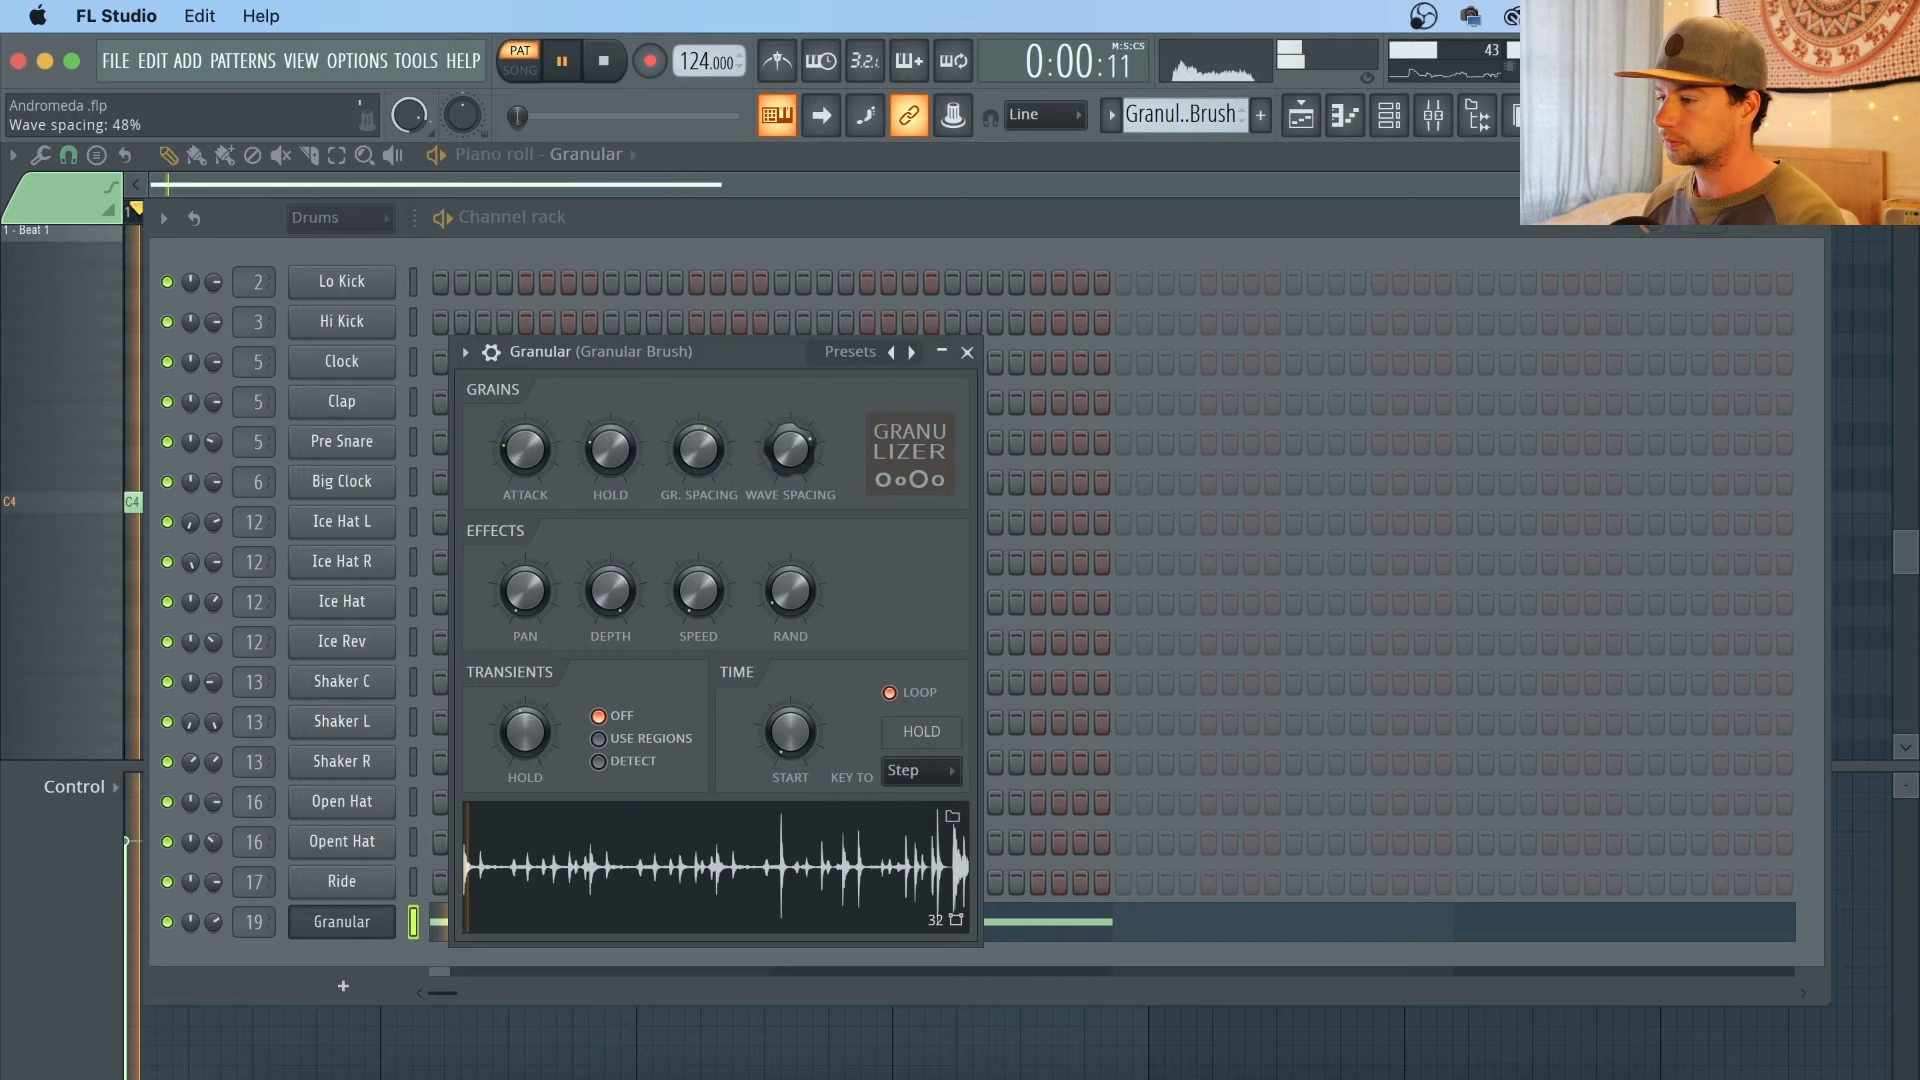 FL Studio Edit Help
FILE EDIT ADD PATTERNS VIEW OPTIONS TOOLS HELP
PAT
SONG
124.000
3.2.
0:00:11
M:S:CS
43
Andromeda .flp
Wave spacing: 48%
Line
Granul..Brush
+
Piano roll - Granular
1 - Beat 1
Drums
Channel rack
2 Lo Kick
3 Hi Kick
5 Clock
5 Clap
5 Pre Snare
6 Big Clock
12 Ice Hat L
12 Ice Hat R
12 Ice Hat
12 Ice Rev
13 Shaker C
13 Shaker L
13 Shaker R
16 Open Hat
16 Opent Hat
17 Ride
19 Granular
+
C4
C4
Control
Granular (Granular Brush)
Presets
GRAINS
ATTACK HOLD GR. SPACING WAVE SPACING
GRANU
LIZER
EFFECTS
PAN DEPTH SPEED RAND
TRANSIENTS
HOLD
OFF
USE REGIONS
DETECT
TIME
START
LOOP
HOLD
KEY TO Step
32